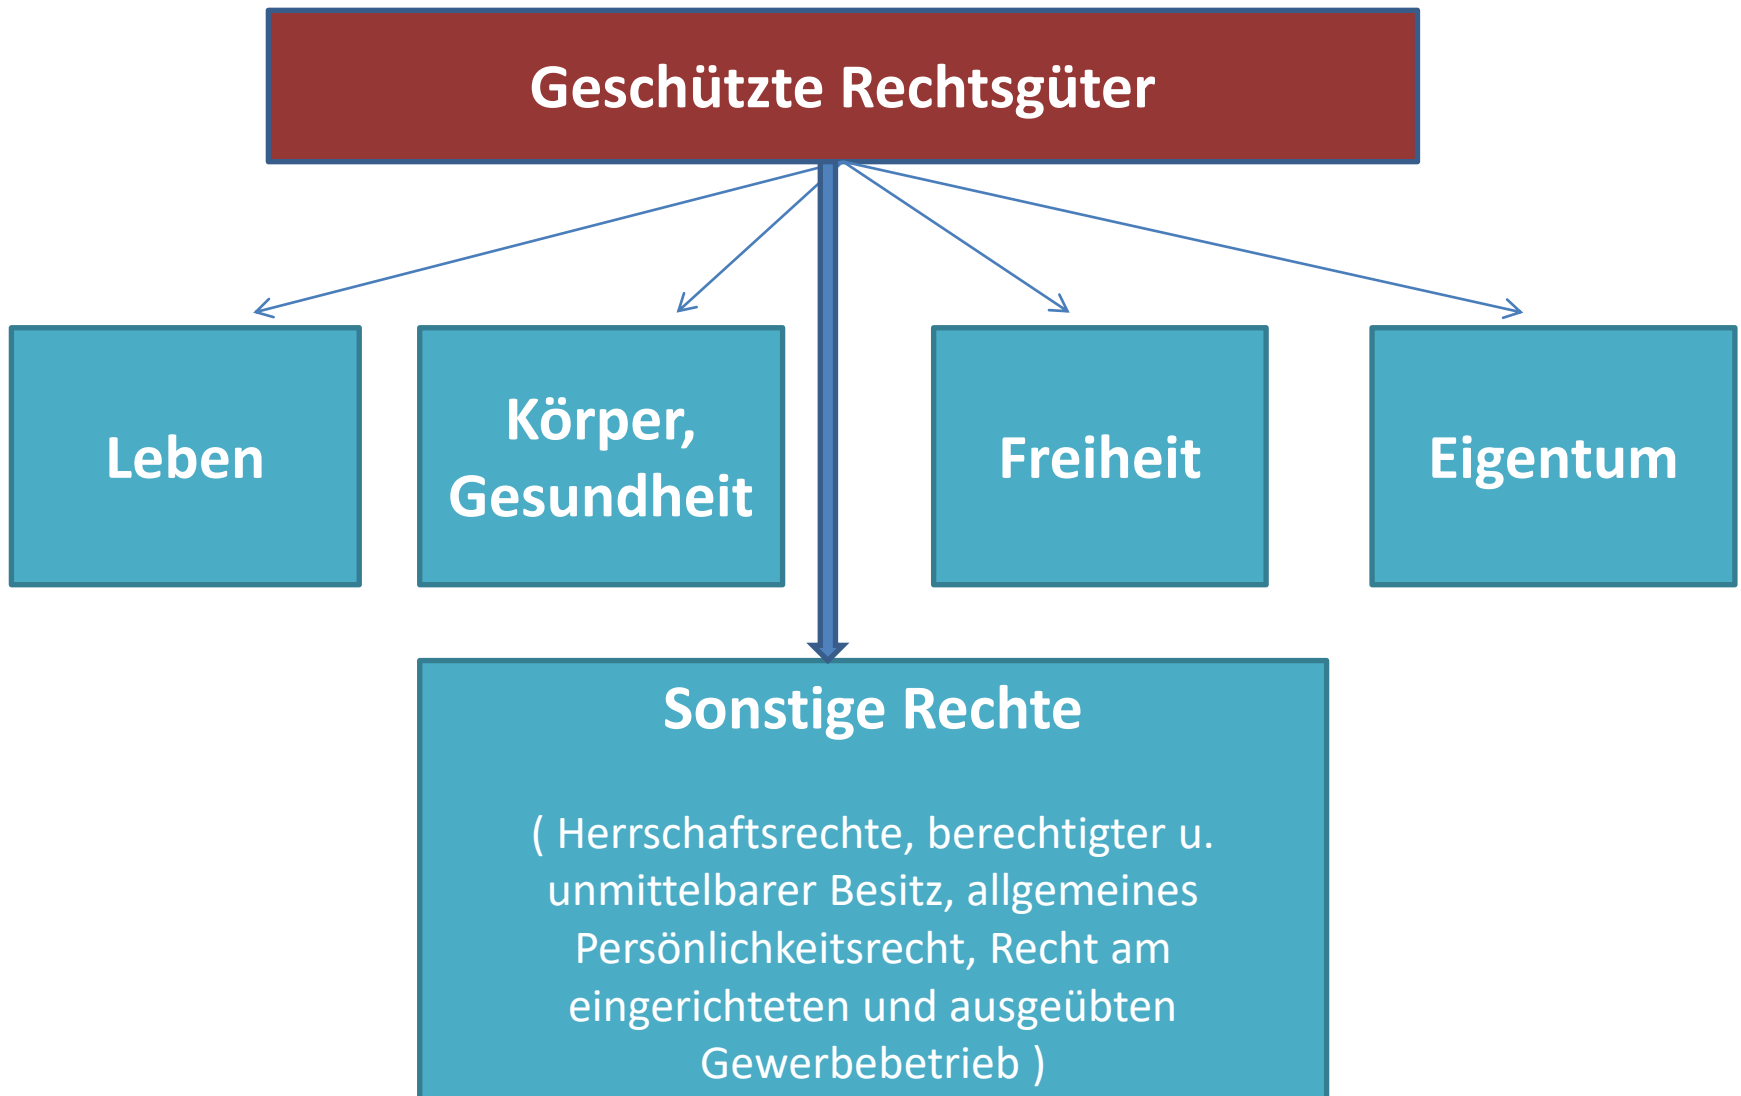 Geschützte Rechtsgüter
Leben
Körper,
Gesundheit
Freiheit
Eigentum
Sonstige Rechte
( Herrschaftsrechte, berechtigter u.
unmittelbarer Besitz, allgemeines
Persönlichkeitsrecht, Recht am
eingerichteten und ausgeübten
Gewerbebetrieb )